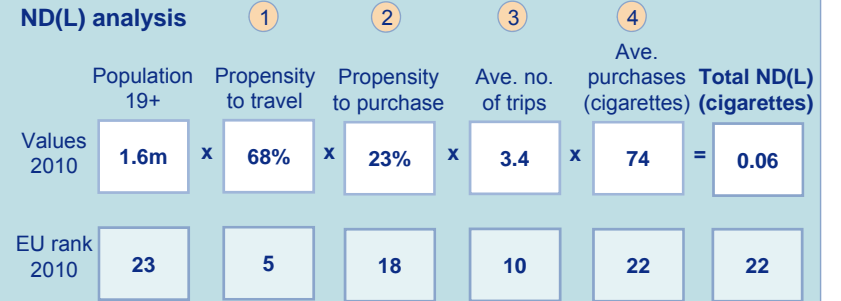 ND(L) analysis 1 2 3 4
Population 19+ Propensity to travel Propensity to purchase Ave. no. of trips Ave. purchases (cigarettes) Total ND(L) (cigarettes)
Values 2010 1.6m x 68% x 23% x 3.4 x 74 = 0.06
EU rank 2010 23 5 18 10 22 22